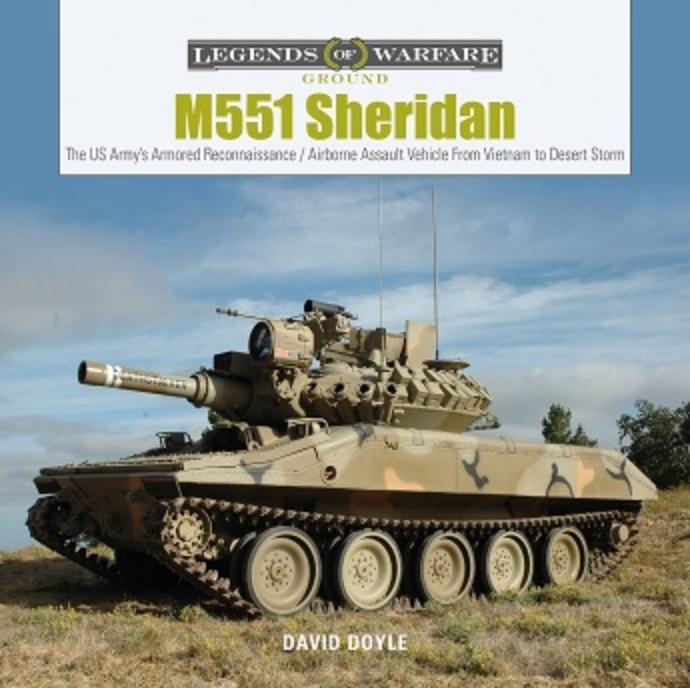 LEGENDS OF WARFARE
GROUND
M551 Sheridan
The US Army's Armored Reconnaissance / Airborne Assault Vehicle From Vietnam to Desert Storm
DAVID DOYLE